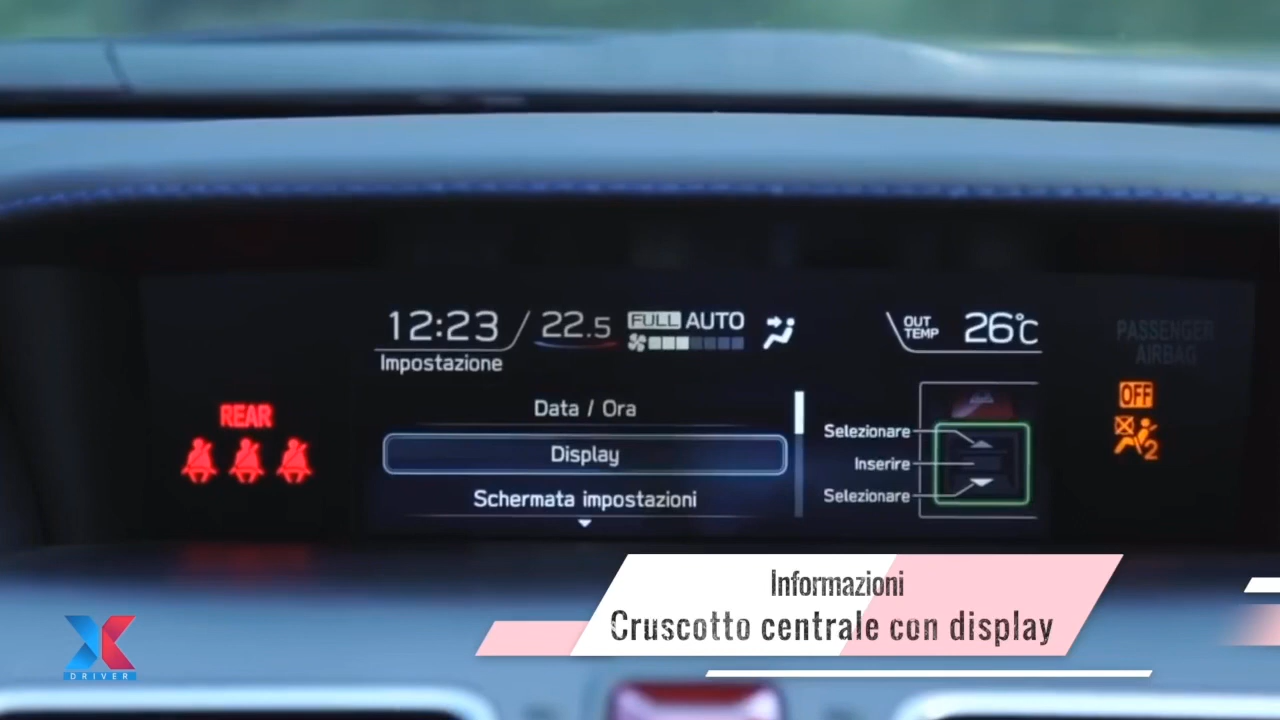 12:23 22.5 FULL AUTO
OUT TEMP 26°C
Impostazione
Data / Ora
Display
Schermata impostazioni
Selezionare
Inserire
Selezionare
REAR
PASSENGER
AIRBAG
OFF
2
Informazioni
Cruscotto centrale con display
X
DRIVER